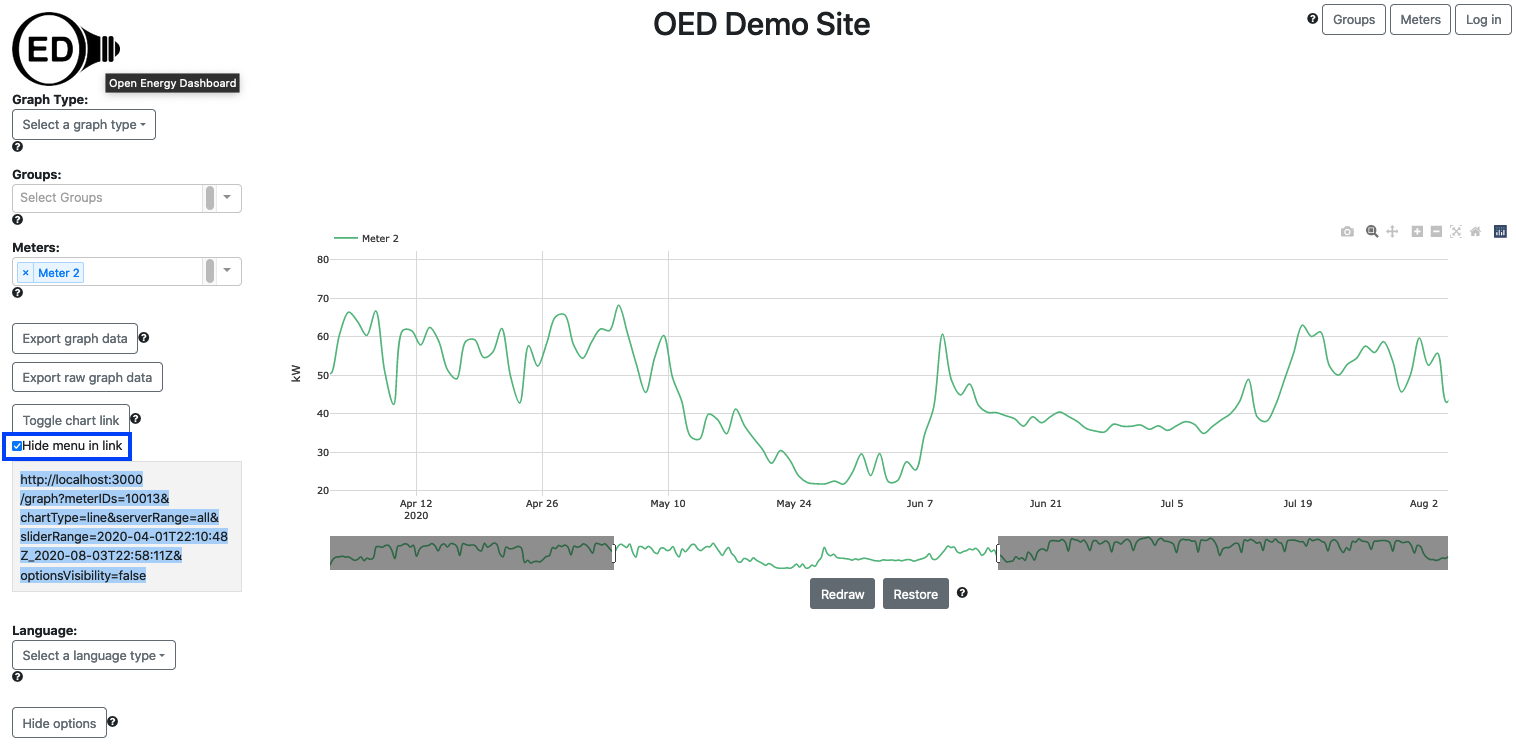 OED Demo Site
Groups
Meters
Log in
ED
Open Energy Dashboard
Graph Type:
Select a graph type
Groups:
Select Groups
Meters:
× Meter 2
Export graph data
Export raw graph data
Toggle chart link
Hide menu in link
http://localhost:3000
/graph?meterIDs=10013&
chartType=line&serverRange=all&
sliderRange=2020-04-01T22:10:48
Z_2020-08-03T22:58:11Z&
optionsVisibility=false
Language:
Select a language type
Hide options
Meter 2
kW
80
70
60
50
40
30
20
Apr 12
2020
Apr 26
May 10
May 24
Jun 7
Jun 21
Jul 5
Jul 19
Aug 2
Redraw
Restore